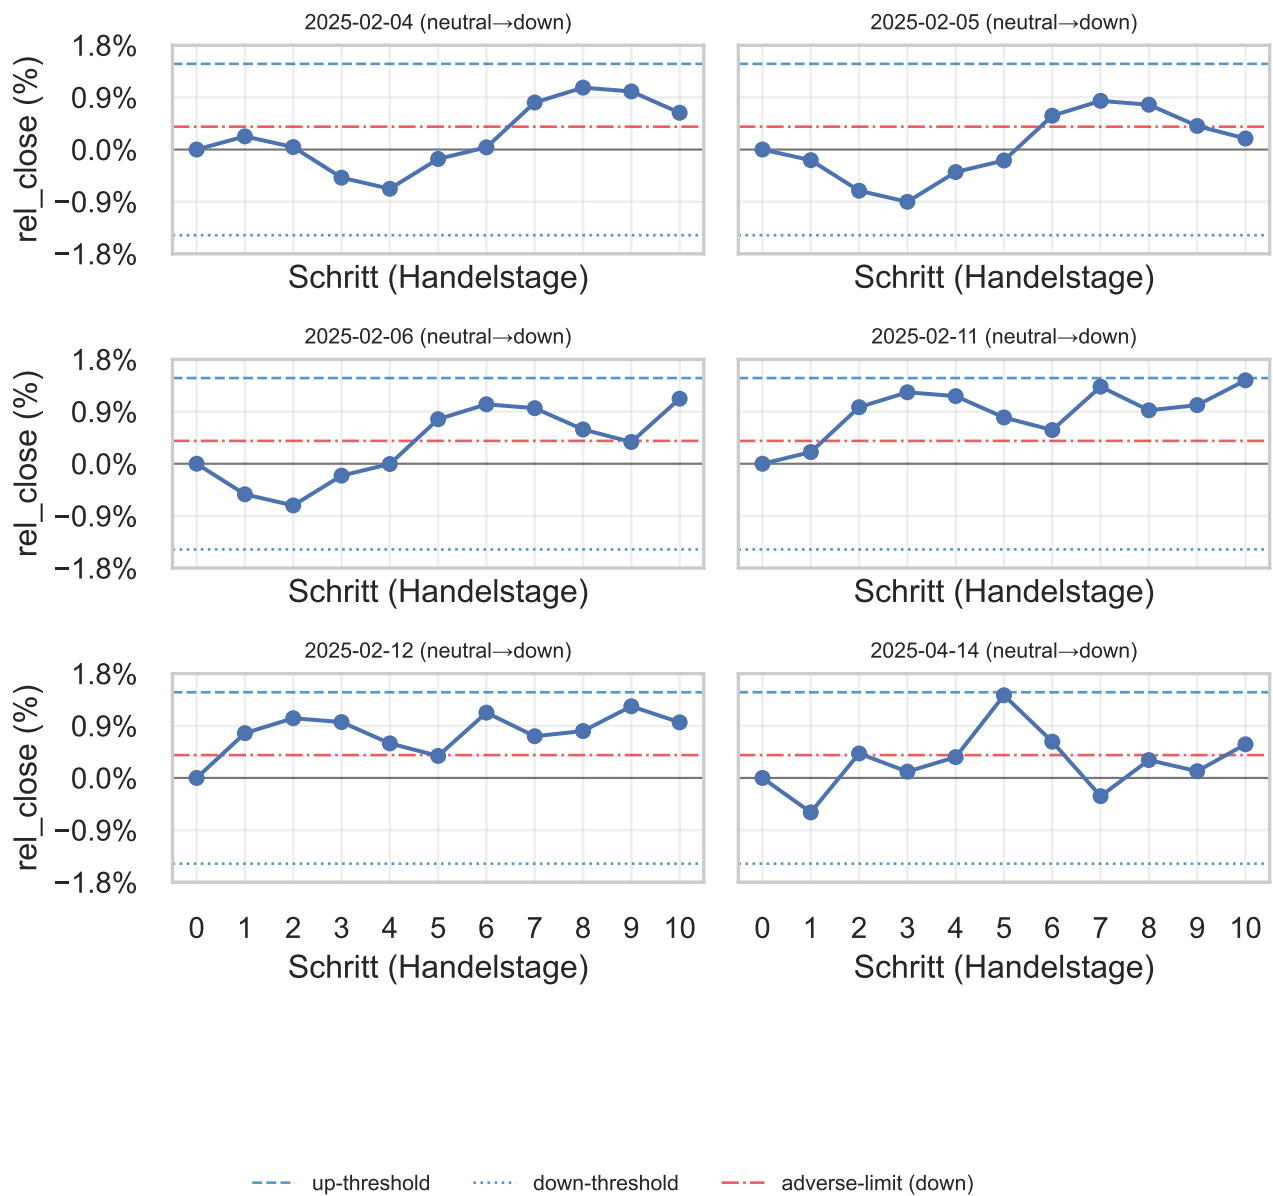 2025-02-04 (neutral→down)
2025-02-05 (neutral→down)
1.8%
0.9%
0.0%
−0.9%
−1.8%
rel_close (%)
Schritt (Handelstage)
Schritt (Handelstage)
2025-02-06 (neutral→down)
2025-02-11 (neutral→down)
1.8%
0.9%
0.0%
−0.9%
−1.8%
rel_close (%)
Schritt (Handelstage)
Schritt (Handelstage)
2025-02-12 (neutral→down)
2025-04-14 (neutral→down)
1.8%
0.9%
0.0%
−0.9%
−1.8%
rel_close (%)
0 1 2 3 4 5 6 7 8 9 10
0 1 2 3 4 5 6 7 8 9 10
Schritt (Handelstage)
Schritt (Handelstage)
up-threshold
down-threshold
adverse-limit (down)